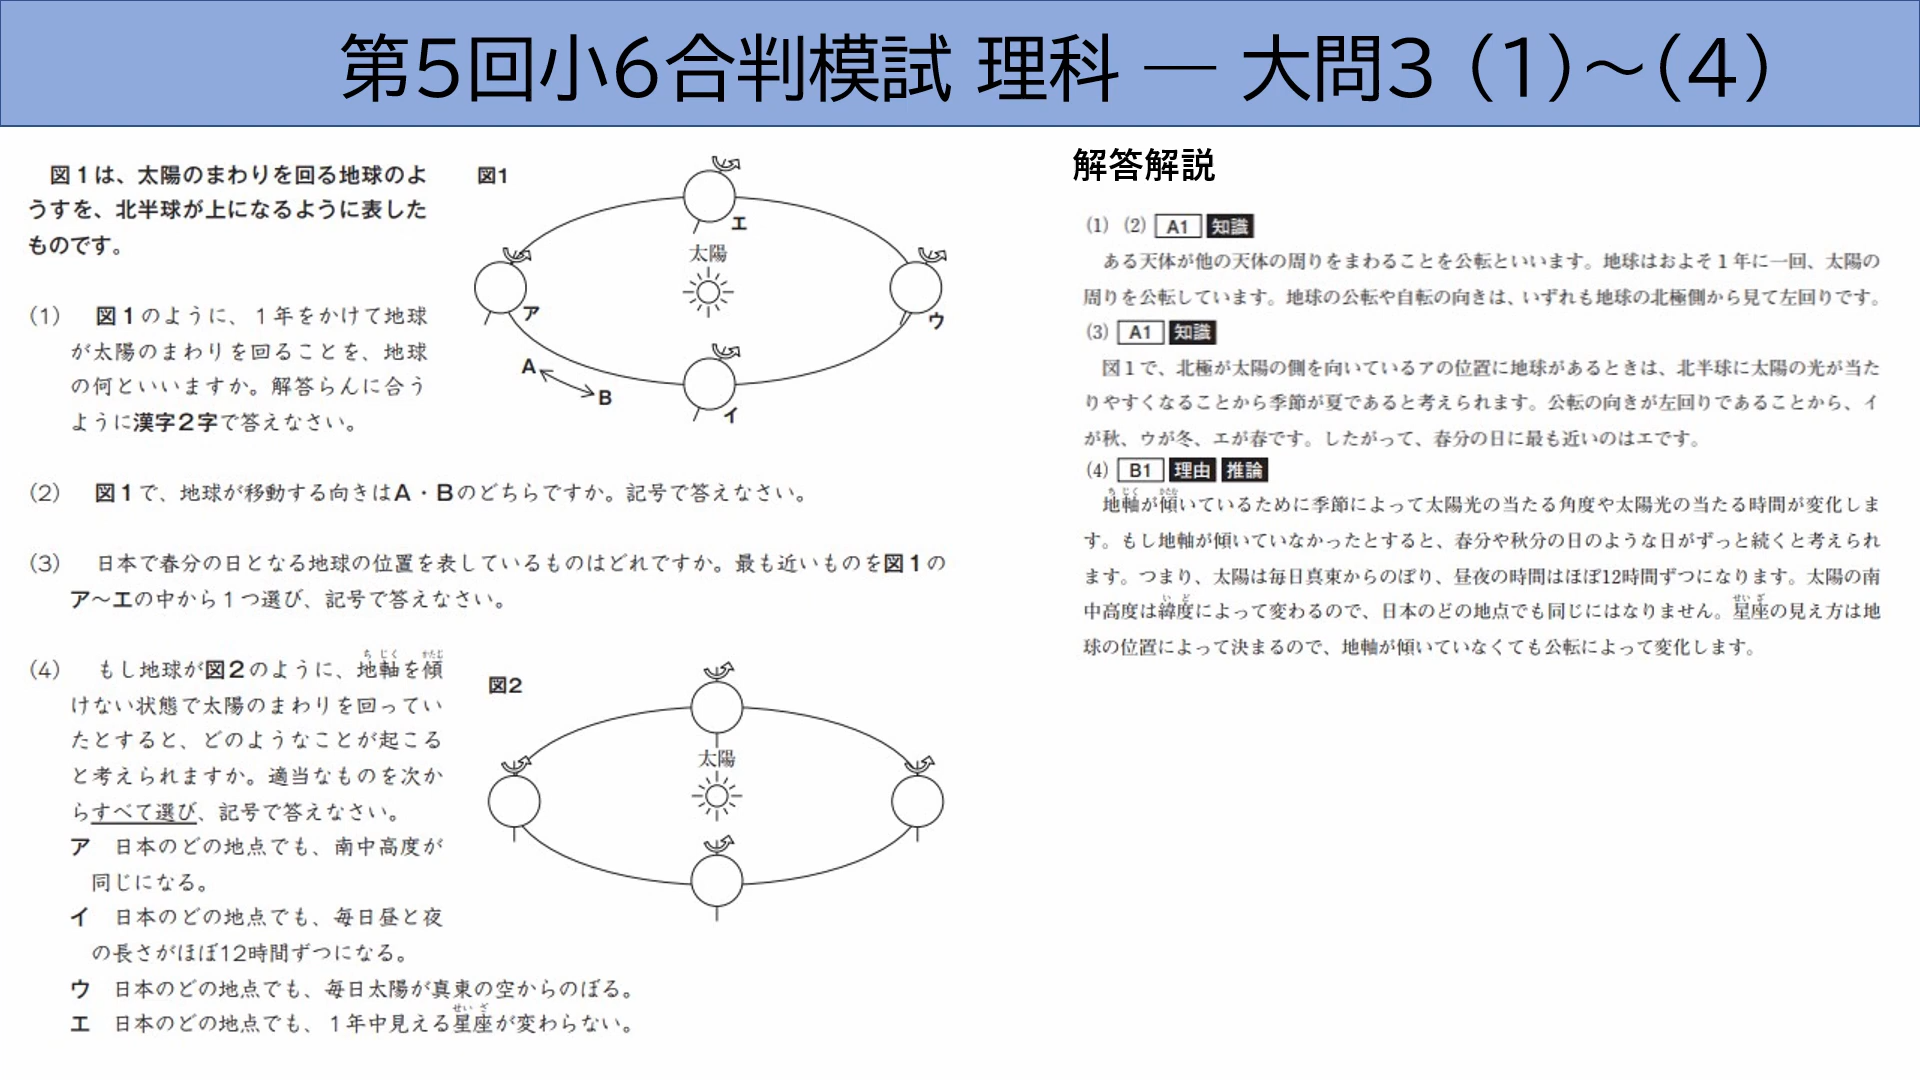 第5回小6合判模試 理科 ― 大問3（1）～（4）
図1は、太陽のまわりを回る地球のよ
うすを、北半球が上になるように表した
ものです。
図1
エ
太陽
ア
ウ
A
B
イ
(1) 図1のように、1年をかけて地球
が太陽のまわりを回ることを、地球
の何といいますか。解答らんに合う
ように漢字2字で答えなさい。
(2) 図1で、地球が移動する向きはA・Bのどちらですか。記号で答えなさい。
(3) 日本で春分の日となる地球の位置を表しているものはどれですか。最も近いものを図1の
ア～エの中から1つ選び、記号で答えなさい。
ち じく かたむ
(4) もし地球が図2のように、地軸を傾
けない状態で太陽のまわりを回ってい
たとすると、どのようなことが起こる
と考えられますか。適当なものを次か
らすべて選び、記号で答えなさい。
ア 日本のどの地点でも、南中高度が
同じになる。
イ 日本のどの地点でも、毎日昼と夜
の長さがほぼ12時間ずつになる。
ウ 日本のどの地点でも、毎日太陽が真東の空からのぼる。
せい ざ
エ 日本のどの地点でも、1年中見える星座が変わらない。
図2
太陽
解答解説
(1) (2) A1 知識
ある天体が他の天体の周りをまわることを公転といいます。地球はおよそ1年に一回、太陽の
周りを公転しています。地球の公転や自転の向きは、いずれも地球の北極側から見て左回りです。
(3) A1 知識
図1で、北極が太陽の側を向いているアの位置に地球があるときは、北半球に太陽の光が当た
りやすくなることから季節が夏であると考えられます。公転の向きが左回りであることから、イ
が秋、ウが冬、エが春です。したがって、春分の日に最も近いのはエです。
(4) B1 理由 推論
ち じく かたむ
地軸が傾いているために季節によって太陽光の当たる角度や太陽光の当たる時間が変化しま
す。もし地軸が傾いていなかったとすると、春分や秋分の日のような日がずっと続くと考えられ
ます。つまり、太陽は毎日真東からのぼり、昼夜の時間はほぼ12時間ずつになります。太陽の南
い ど せい ざ
中高度は緯度によって変わるので、日本のどの地点でも同じにはなりません。星座の見え方は地
球の位置によって決まるので、地軸が傾いていなくても公転によって変化します。